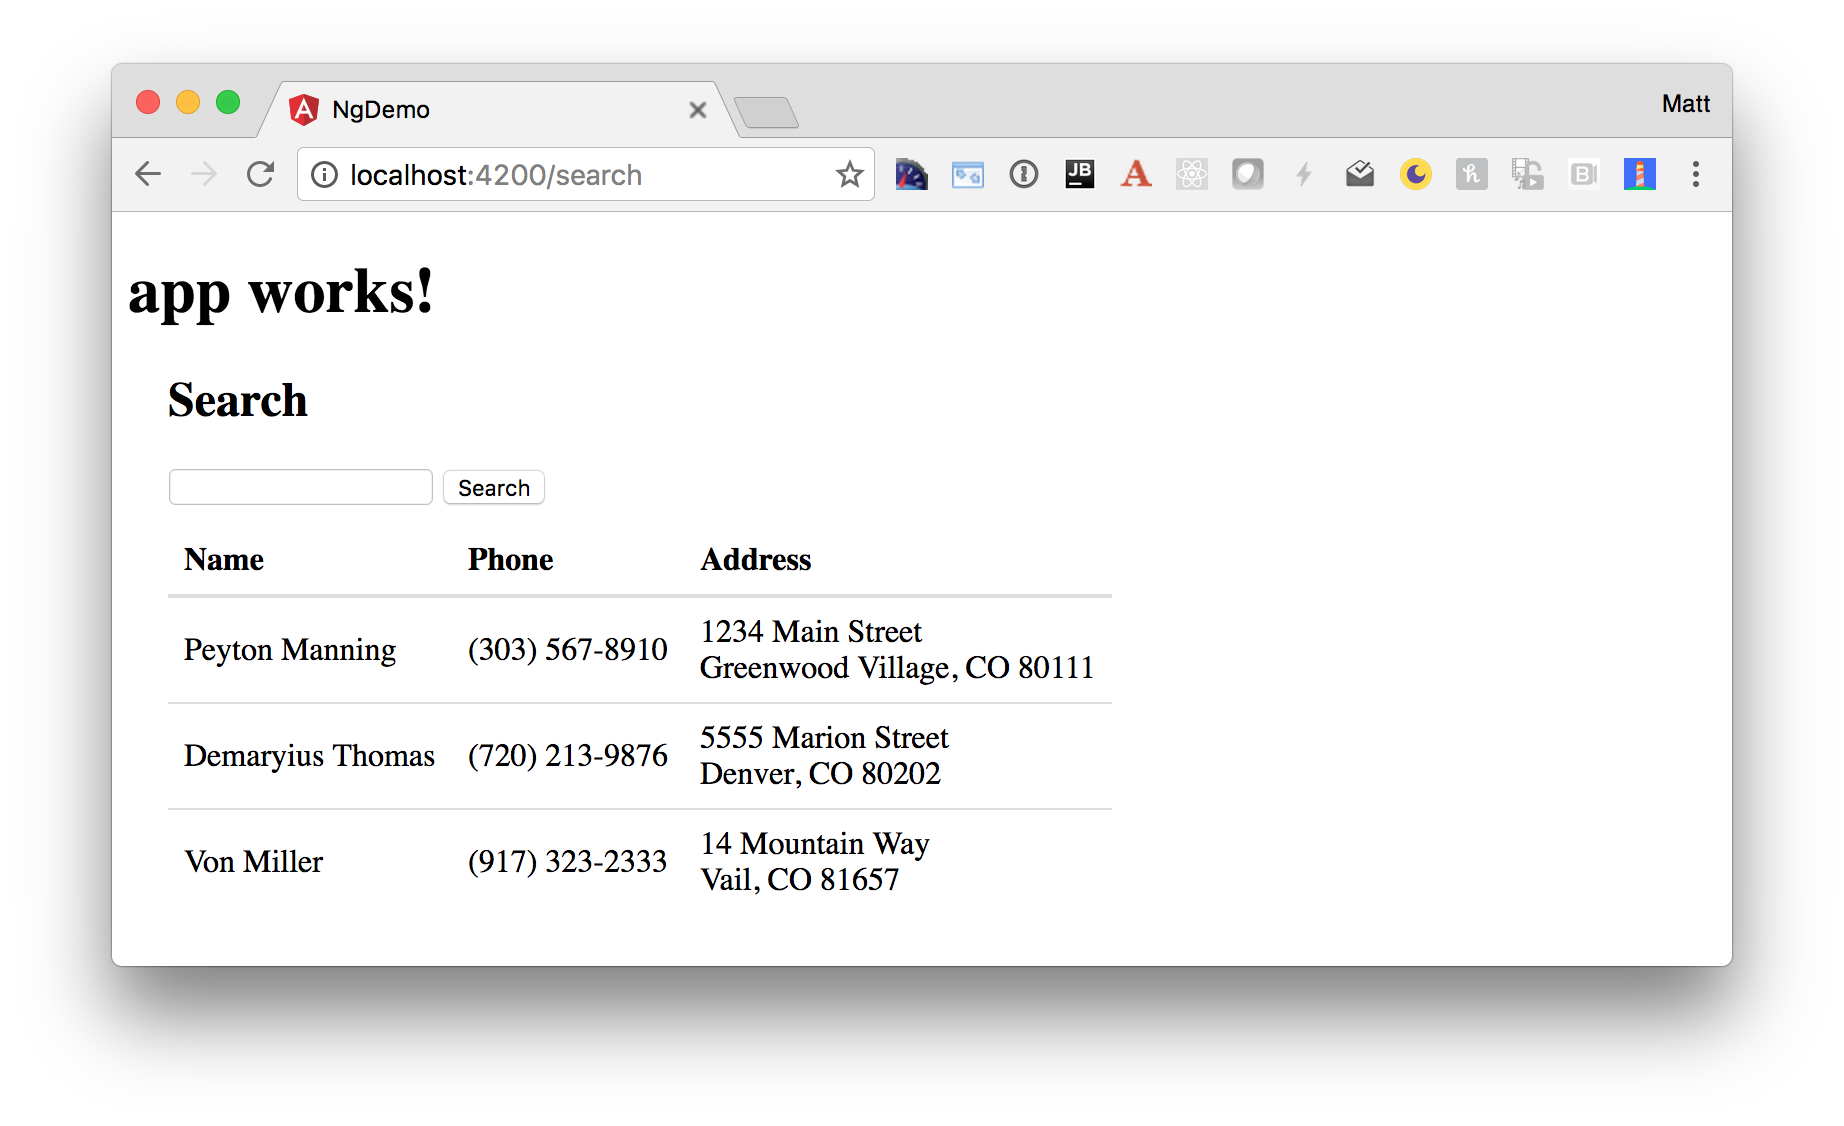 NgDemo
Matt
localhost:4200/search
JB
A
B
app works!
Search
Search
Name Phone Address
Peyton Manning (303) 567-8910 1234 Main Street
Greenwood Village, CO 80111
Demaryius Thomas (720) 213-9876 5555 Marion Street
Denver, CO 80202
Von Miller (917) 323-2333 14 Mountain Way
Vail, CO 81657